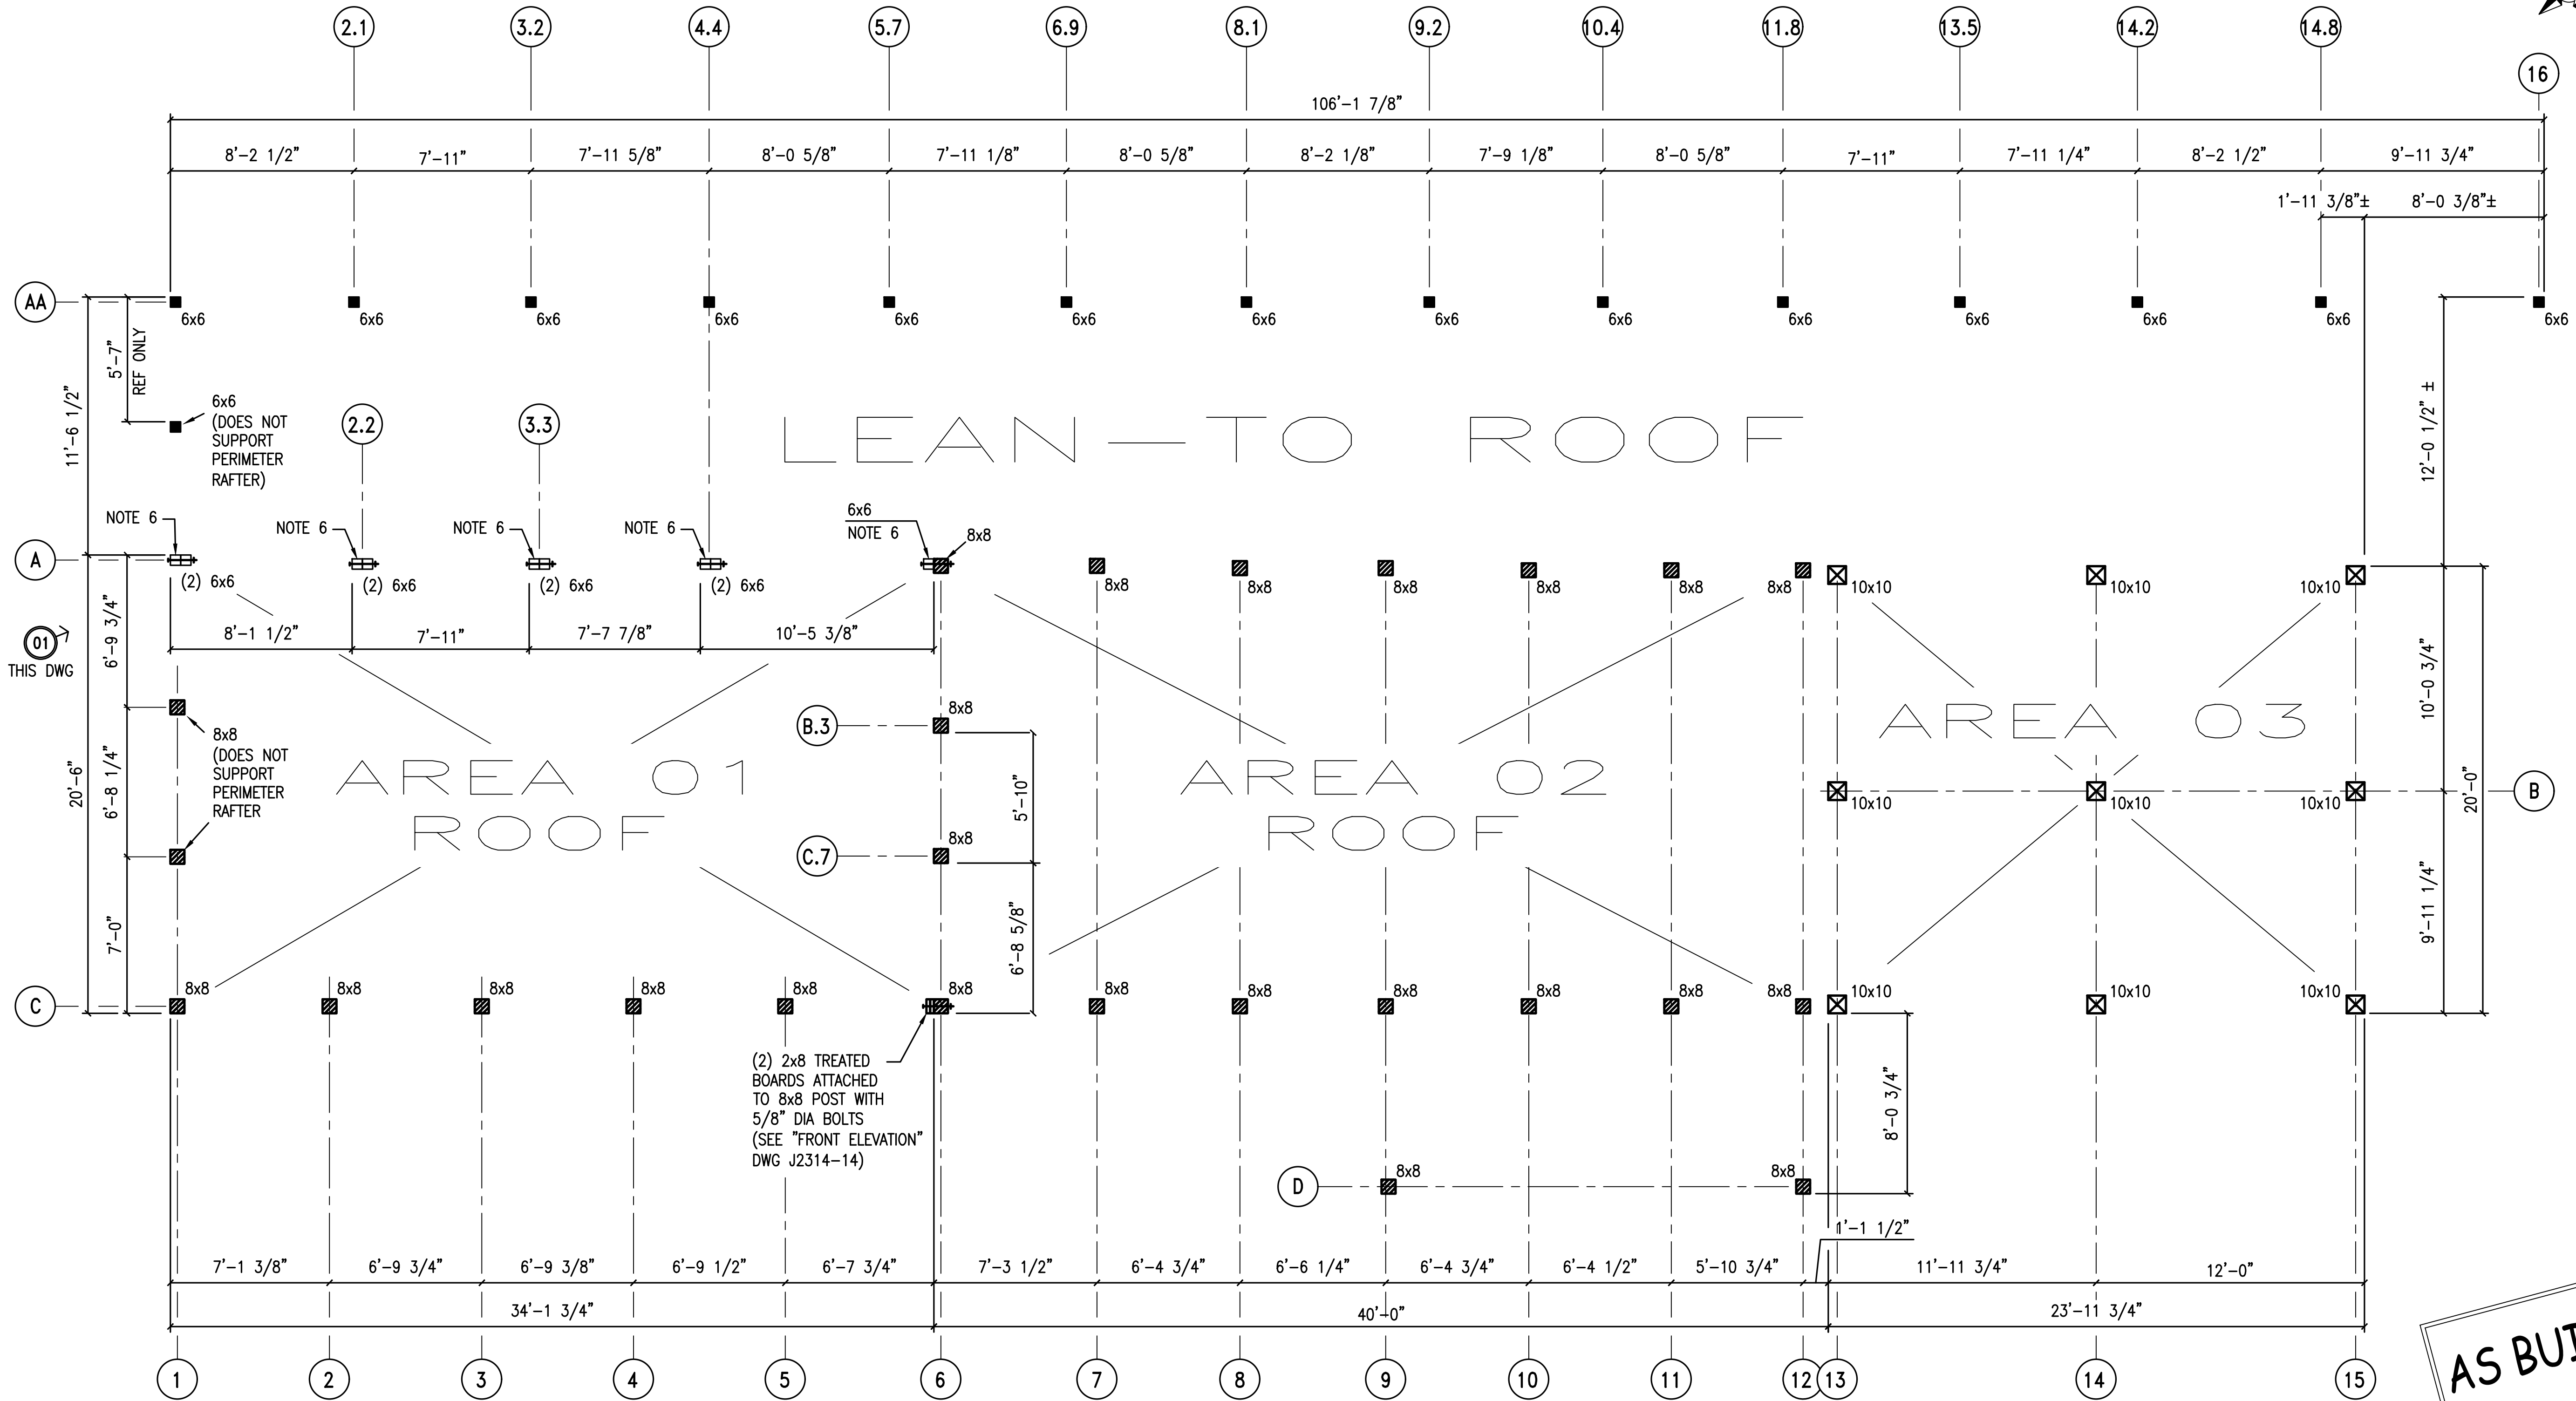 2.1 3.2 4.4 5.7 6.9 8.1 9.2 10.4 11.8 13.5 14.2 14.8
16
106'-1 7/8"
8'-2 1/2" 7'-11" 7'-11 5/8" 8'-0 5/8" 7'-11 1/8" 8'-0 5/8" 8'-2 1/8" 7'-9 1/8" 8'-0 5/8" 7'-11" 7'-11 1/4" 8'-2 1/2" 9'-11 3/4"
1'-11 3/8"± 8'-0 3/8"±
AA
6x6 6x6 6x6 6x6 6x6 6x6 6x6 6x6 6x6 6x6 6x6 6x6 6x6 6x6
5'-7"
REF ONLY
11'-6 1/2"
6x6
(DOES NOT
SUPPORT
PERIMETER
RAFTER)
2.2 3.3
LEAN-TO ROOF
12'-0 1/2" ±
NOTE 6 NOTE 6 NOTE 6 NOTE 6
6x6
NOTE 6
8x8
A
(2) 6x6 (2) 6x6 (2) 6x6 (2) 6x6
8x8 8x8 8x8 8x8 8x8 8x8 10x10 10x10 10x10
8'-1 1/2" 7'-11" 7'-7 7/8" 10'-5 3/8"
01
THIS DWG
6'-9 3/4"
6'-8 1/4"
20'-6"
7'-0"
8x8
(DOES NOT
SUPPORT
PERIMETER
RAFTER
AREA 01
ROOF
B.3
8x8
C.7
8x8
5'-10"
6'-8 5/8"
AREA 02
ROOF
AREA 03
10x10 10x10 10x10
B
10'-0 3/4"
9'-11 1/4"
20'-0"
C
8x8 8x8 8x8 8x8 8x8 8x8 8x8 8x8 8x8 8x8 8x8 8x8 10x10 10x10 10x10
(2) 2x8 TREATED
BOARDS ATTACHED
TO 8x8 POST WITH
5/8" DIA BOLTS
(SEE "FRONT ELEVATION"
DWG J2314-14)
8'-0 3/4"
D
8x8 8x8
1'-1 1/2"
7'-1 3/8" 6'-9 3/4" 6'-9 3/8" 6'-9 1/2" 6'-7 3/4" 7'-3 1/2" 6'-4 3/4" 6'-6 1/4" 6'-4 3/4" 6'-4 1/2" 5'-10 3/4" 11'-11 3/4" 12'-0"
34'-1 3/4" 40'-0" 23'-11 3/4"
1 2 3 4 5 6 7 8 9 10 11 12 13 14 15
AS